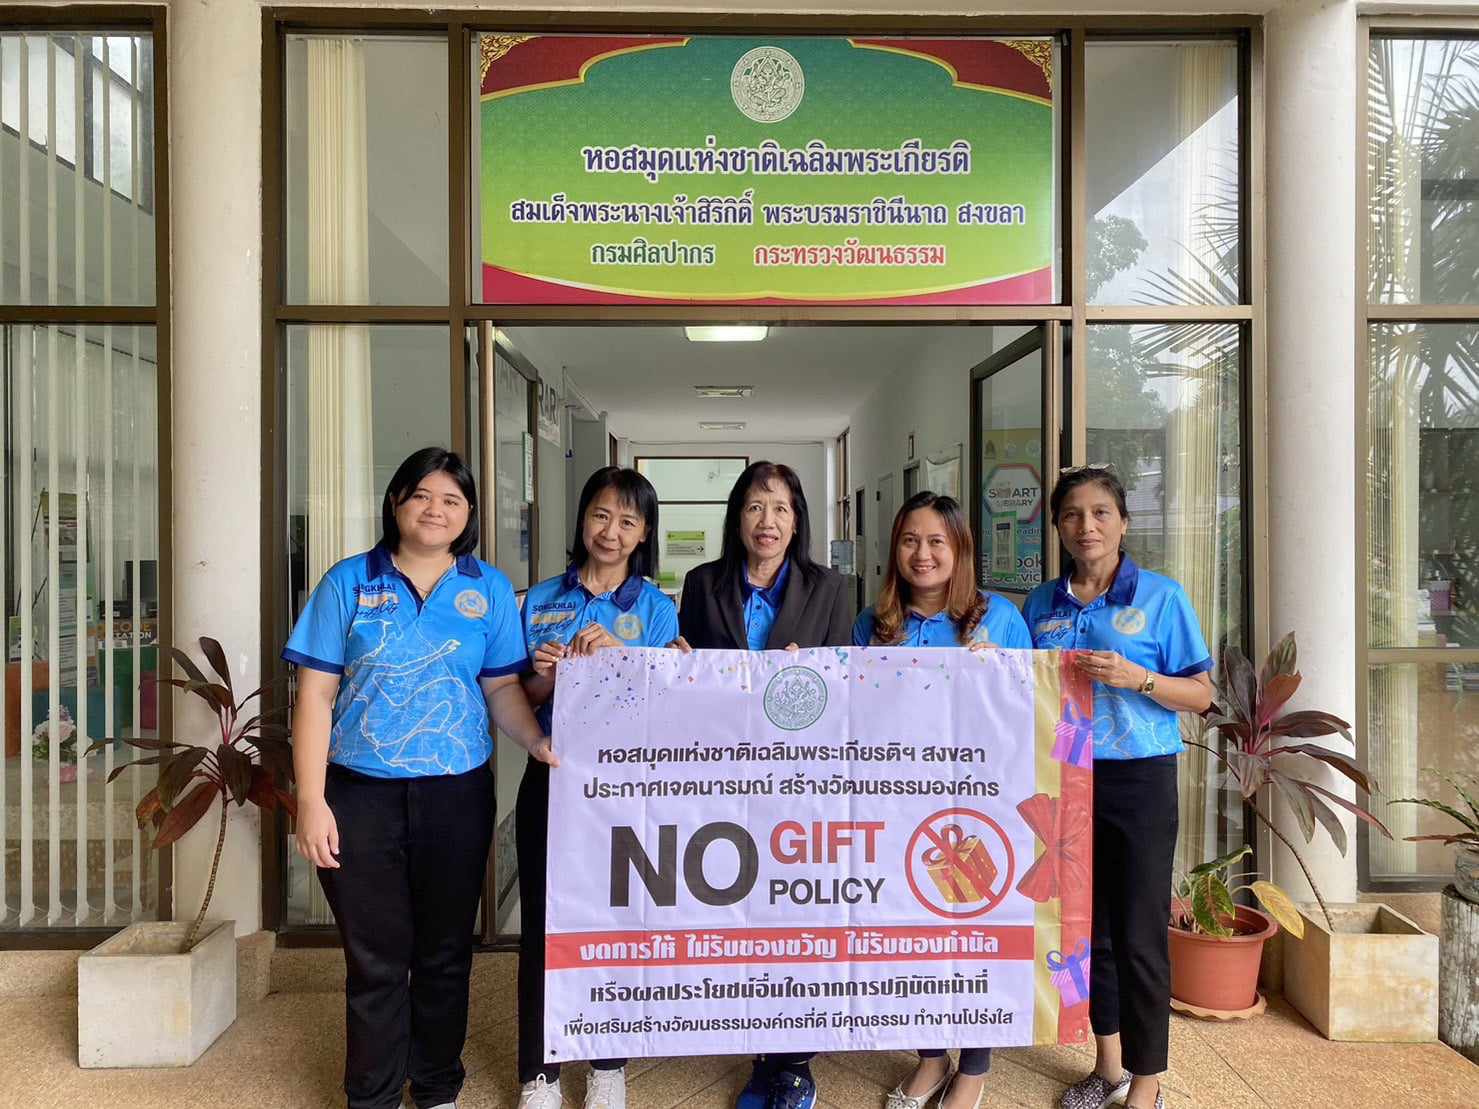 หอสมุดแห่งชาติเฉลิมพระเกียรติ
สมเด็จพระนางเจ้าสิริกิติ์ พระบรมราชินีนาถ สงขลา
กรมศิลปากร กระทรวงวัฒนธรรม
SMART
LIBRARY
Service
SONGKHLA
SONGKHLA
หอสมุดแห่งชาติเฉลิมพระเกียรติฯ สงขลา
ประกาศเจตนารมณ์ สร้างวัฒนธรรมองค์กร
NO GIFT
POLICY
งดการให้ ไม่รับของขวัญ ไม่รับของกำนัล
หรือผลประโยชน์อื่นใดจากการปฏิบัติหน้าที่
เพื่อเสริมสร้างวัฒนธรรมองค์กรที่ดี มีคุณธรรม ทำงานโปร่งใส